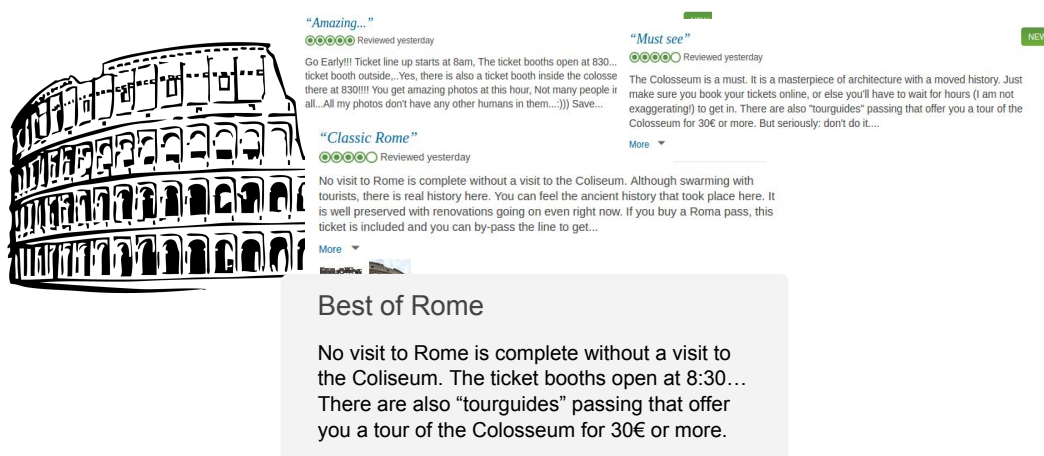 “Amazing...”
Reviewed yesterday
Go Early!!! Ticket line up starts at 8am, The ticket booths open at 830...
ticket booth outside,..Yes, there is also a ticket booth inside the colosse
there at 830!!!! You get amazing photos at this hour, Not many people ir
all...All my photos don't have any other humans in them...:))) Save...
“Must see”
NEW
Reviewed yesterday
The Colosseum is a must. It is a masterpiece of architecture with a moved history. Just
make sure you book your tickets online, or else you'll have to wait for hours (I am not
exaggerating!) to get in. There are also "tourguides" passing that offer you a tour of the
Colosseum for 30€ or more. But seriously: don't do it....
More
“Classic Rome”
Reviewed yesterday
No visit to Rome is complete without a visit to the Coliseum. Although swarming with
tourists, there is real history here. You can feel the ancient history that took place here. It
is well preserved with renovations going on even right now. If you buy a Roma pass, this
ticket is included and you can by-pass the line to get...
More
Best of Rome
No visit to Rome is complete without a visit to
the Coliseum. The ticket booths open at 8:30…
There are also “tourguides” passing that offer
you a tour of the Colosseum for 30€ or more.